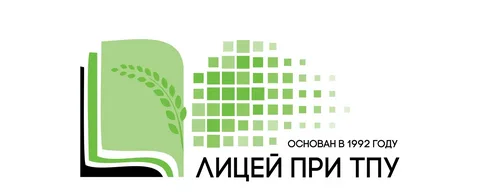 ОСНОВАН В 1992 ГОДУ
ЛИЦЕЙ ПРИ ТПУ